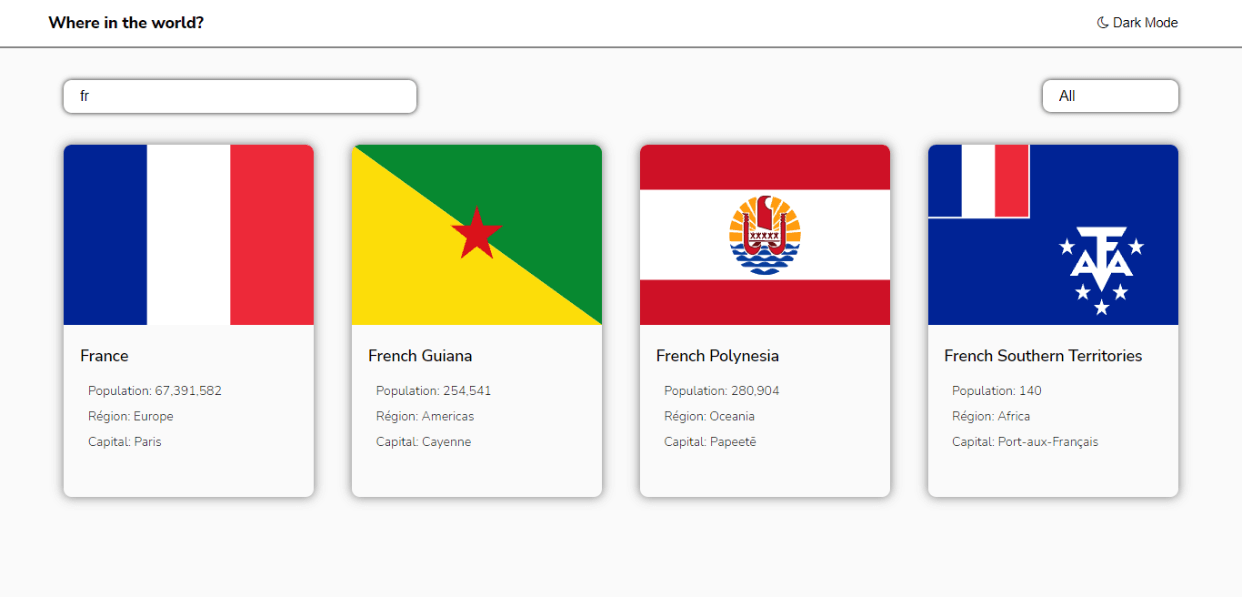 Where in the world?
Dark Mode
fr
All
TAAF
France
Population: 67,391,582
Région: Europe
Capital: Paris
French Guiana
Population: 254,541
Région: Americas
Capital: Cayenne
French Polynesia
Population: 280,904
Région: Oceania
Capital: Papeetē
French Southern Territories
Population: 140
Région: Africa
Capital: Port-aux-Français